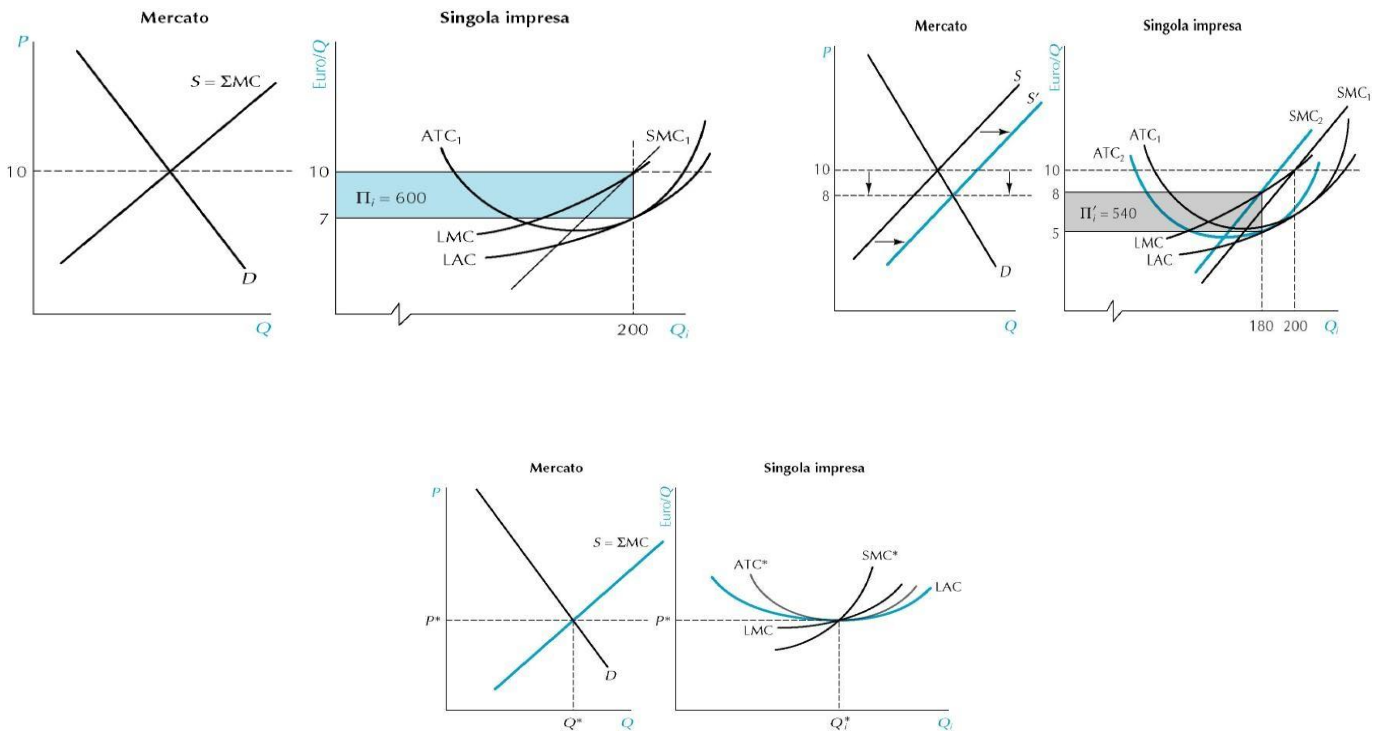 Mercato
P
S = ΣMC
10
D
Q
Singola impresa
Euro/Q
ATC₁
SMC₁
10
Πᵢ = 600
7
LMC
LAC
200
Qᵢ
Mercato
P
S
S'
10
8
D
Q
Singola impresa
Euro/Q
SMC₁
SMC₂
ATC₁
ATC₂
10
8
Π'ᵢ = 540
5
LMC
LAC
180 200
Qᵢ
Mercato
P
S = ΣMC
P*
D
Q*
Q
Singola impresa
Euro/Q
SMC*
ATC*
LAC
P*
LMC
Qᵢ*
Qᵢ